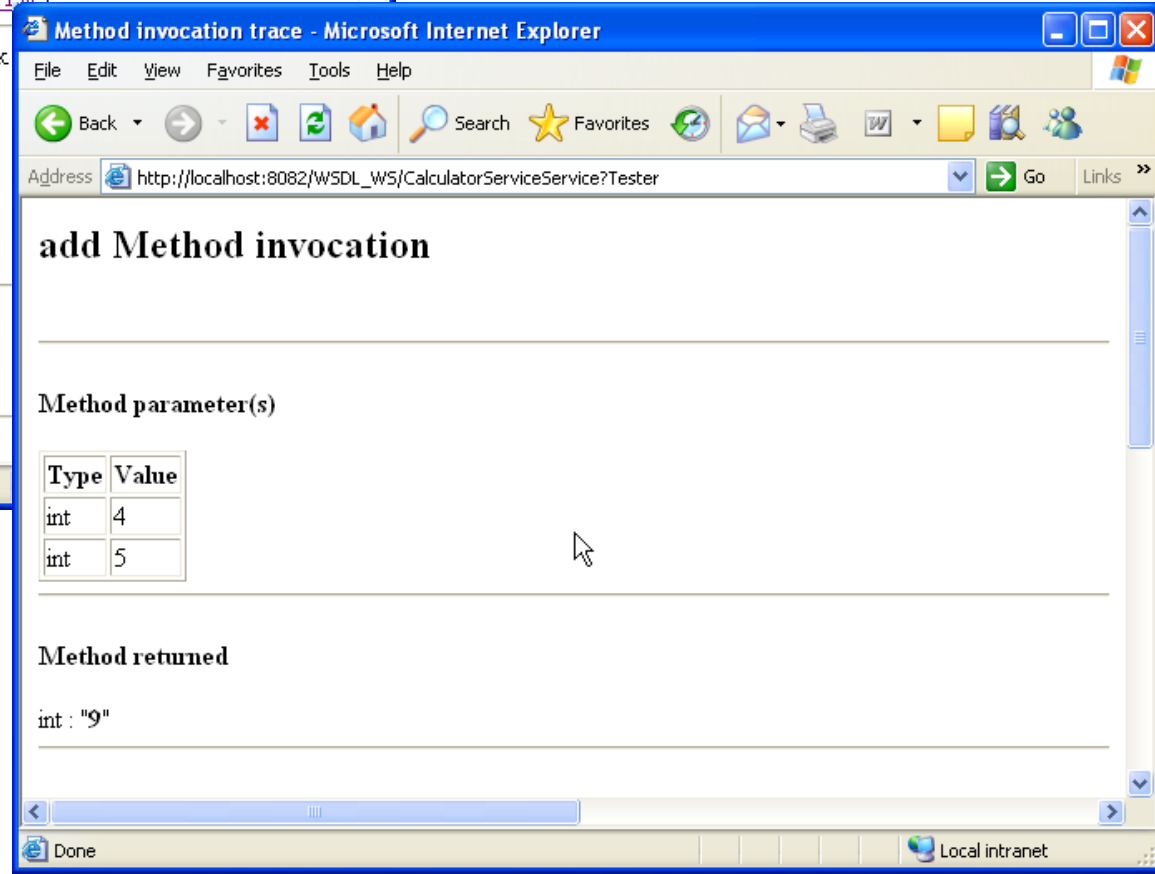 Method invocation trace - Microsoft Internet Explorer
File Edit View Favorites Tools Help
Back Search Favorites W
Address http://localhost:8082/WSDL_WS/CalculatorServiceService?Tester Go Links »
add Method invocation
Method parameter(s)
Type Value
int 4
int 5
Method returned
int : "9"
Done Local intranet